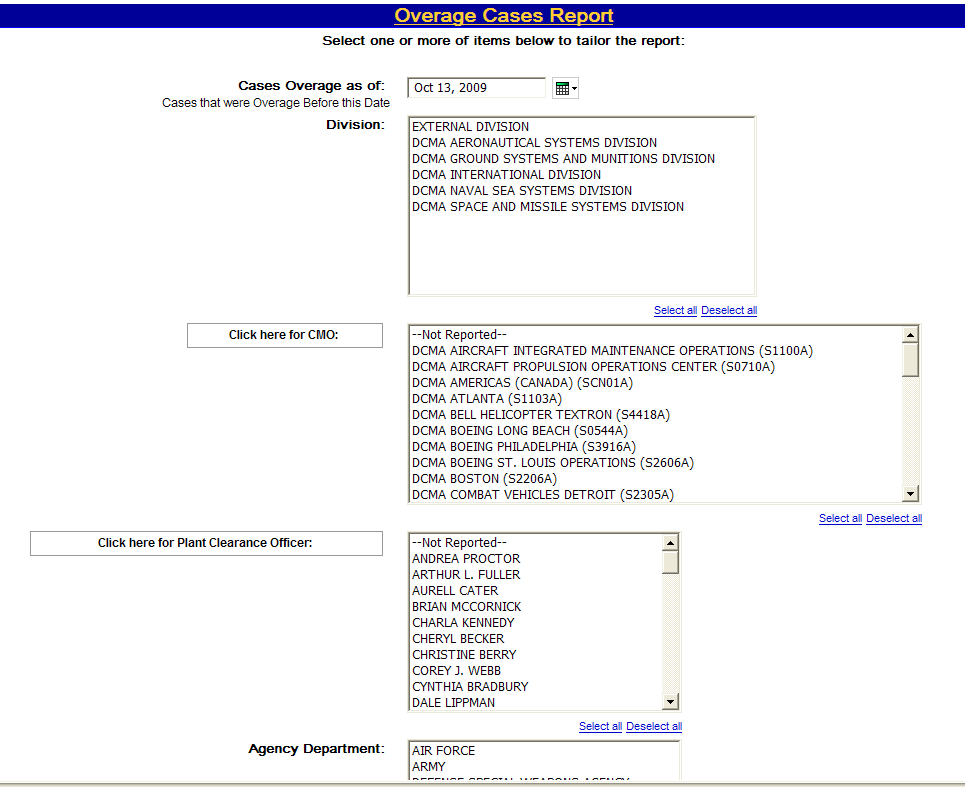 Overage Cases Report
Select one or more of items below to tailor the report:
Cases Overage as of:
Oct 13, 2009
Cases that were Overage Before this Date
Division:
EXTERNAL DIVISION
DCMA AERONAUTICAL SYSTEMS DIVISION
DCMA GROUND SYSTEMS AND MUNITIONS DIVISION
DCMA INTERNATIONAL DIVISION
DCMA NAVAL SEA SYSTEMS DIVISION
DCMA SPACE AND MISSILE SYSTEMS DIVISION
Select all Deselect all
Click here for CMO:
--Not Reported--
DCMA AIRCRAFT INTEGRATED MAINTENANCE OPERATIONS (S1100A)
DCMA AIRCRAFT PROPULSION OPERATIONS CENTER (S0710A)
DCMA AMERICAS (CANADA) (SCN01A)
DCMA ATLANTA (S1103A)
DCMA BELL HELICOPTER TEXTRON (S4418A)
DCMA BOEING LONG BEACH (S0544A)
DCMA BOEING PHILADELPHIA (S3916A)
DCMA BOEING ST. LOUIS OPERATIONS (S2606A)
DCMA BOSTON (S2206A)
DCMA COMBAT VEHICLES DETROIT (S2305A)
Select all Deselect all
Click here for Plant Clearance Officer:
--Not Reported--
ANDREA PROCTOR
ARTHUR L. FULLER
AURELL CATER
BRIAN MCCORNICK
CHARLA KENNEDY
CHERYL BECKER
CHRISTINE BERRY
COREY J. WEBB
CYNTHIA BRADBURY
DALE LIPPMAN
Select all Deselect all
Agency Department:
AIR FORCE
ARMY
DEFENSE SPECIAL WEAPONS AGENCY